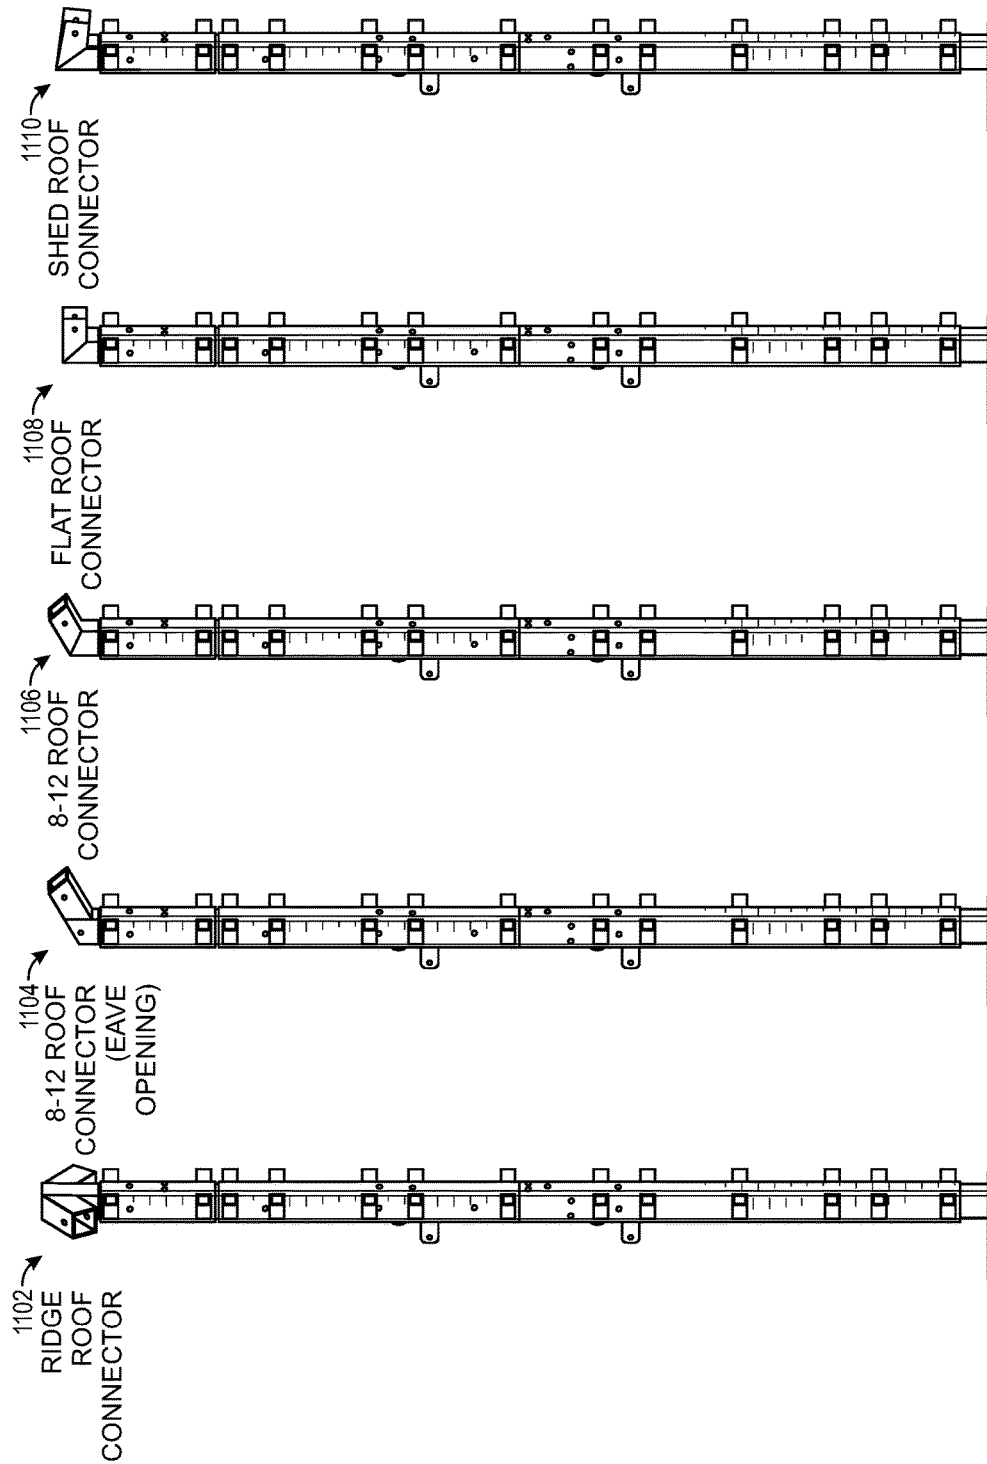 1102
RIDGE
ROOF
CONNECTOR
1104
8-12 ROOF
CONNECTOR
(EAVE
OPENING)
1106
8-12 ROOF
CONNECTOR
1108
FLAT ROOF
CONNECTOR
1110
SHED ROOF
CONNECTOR